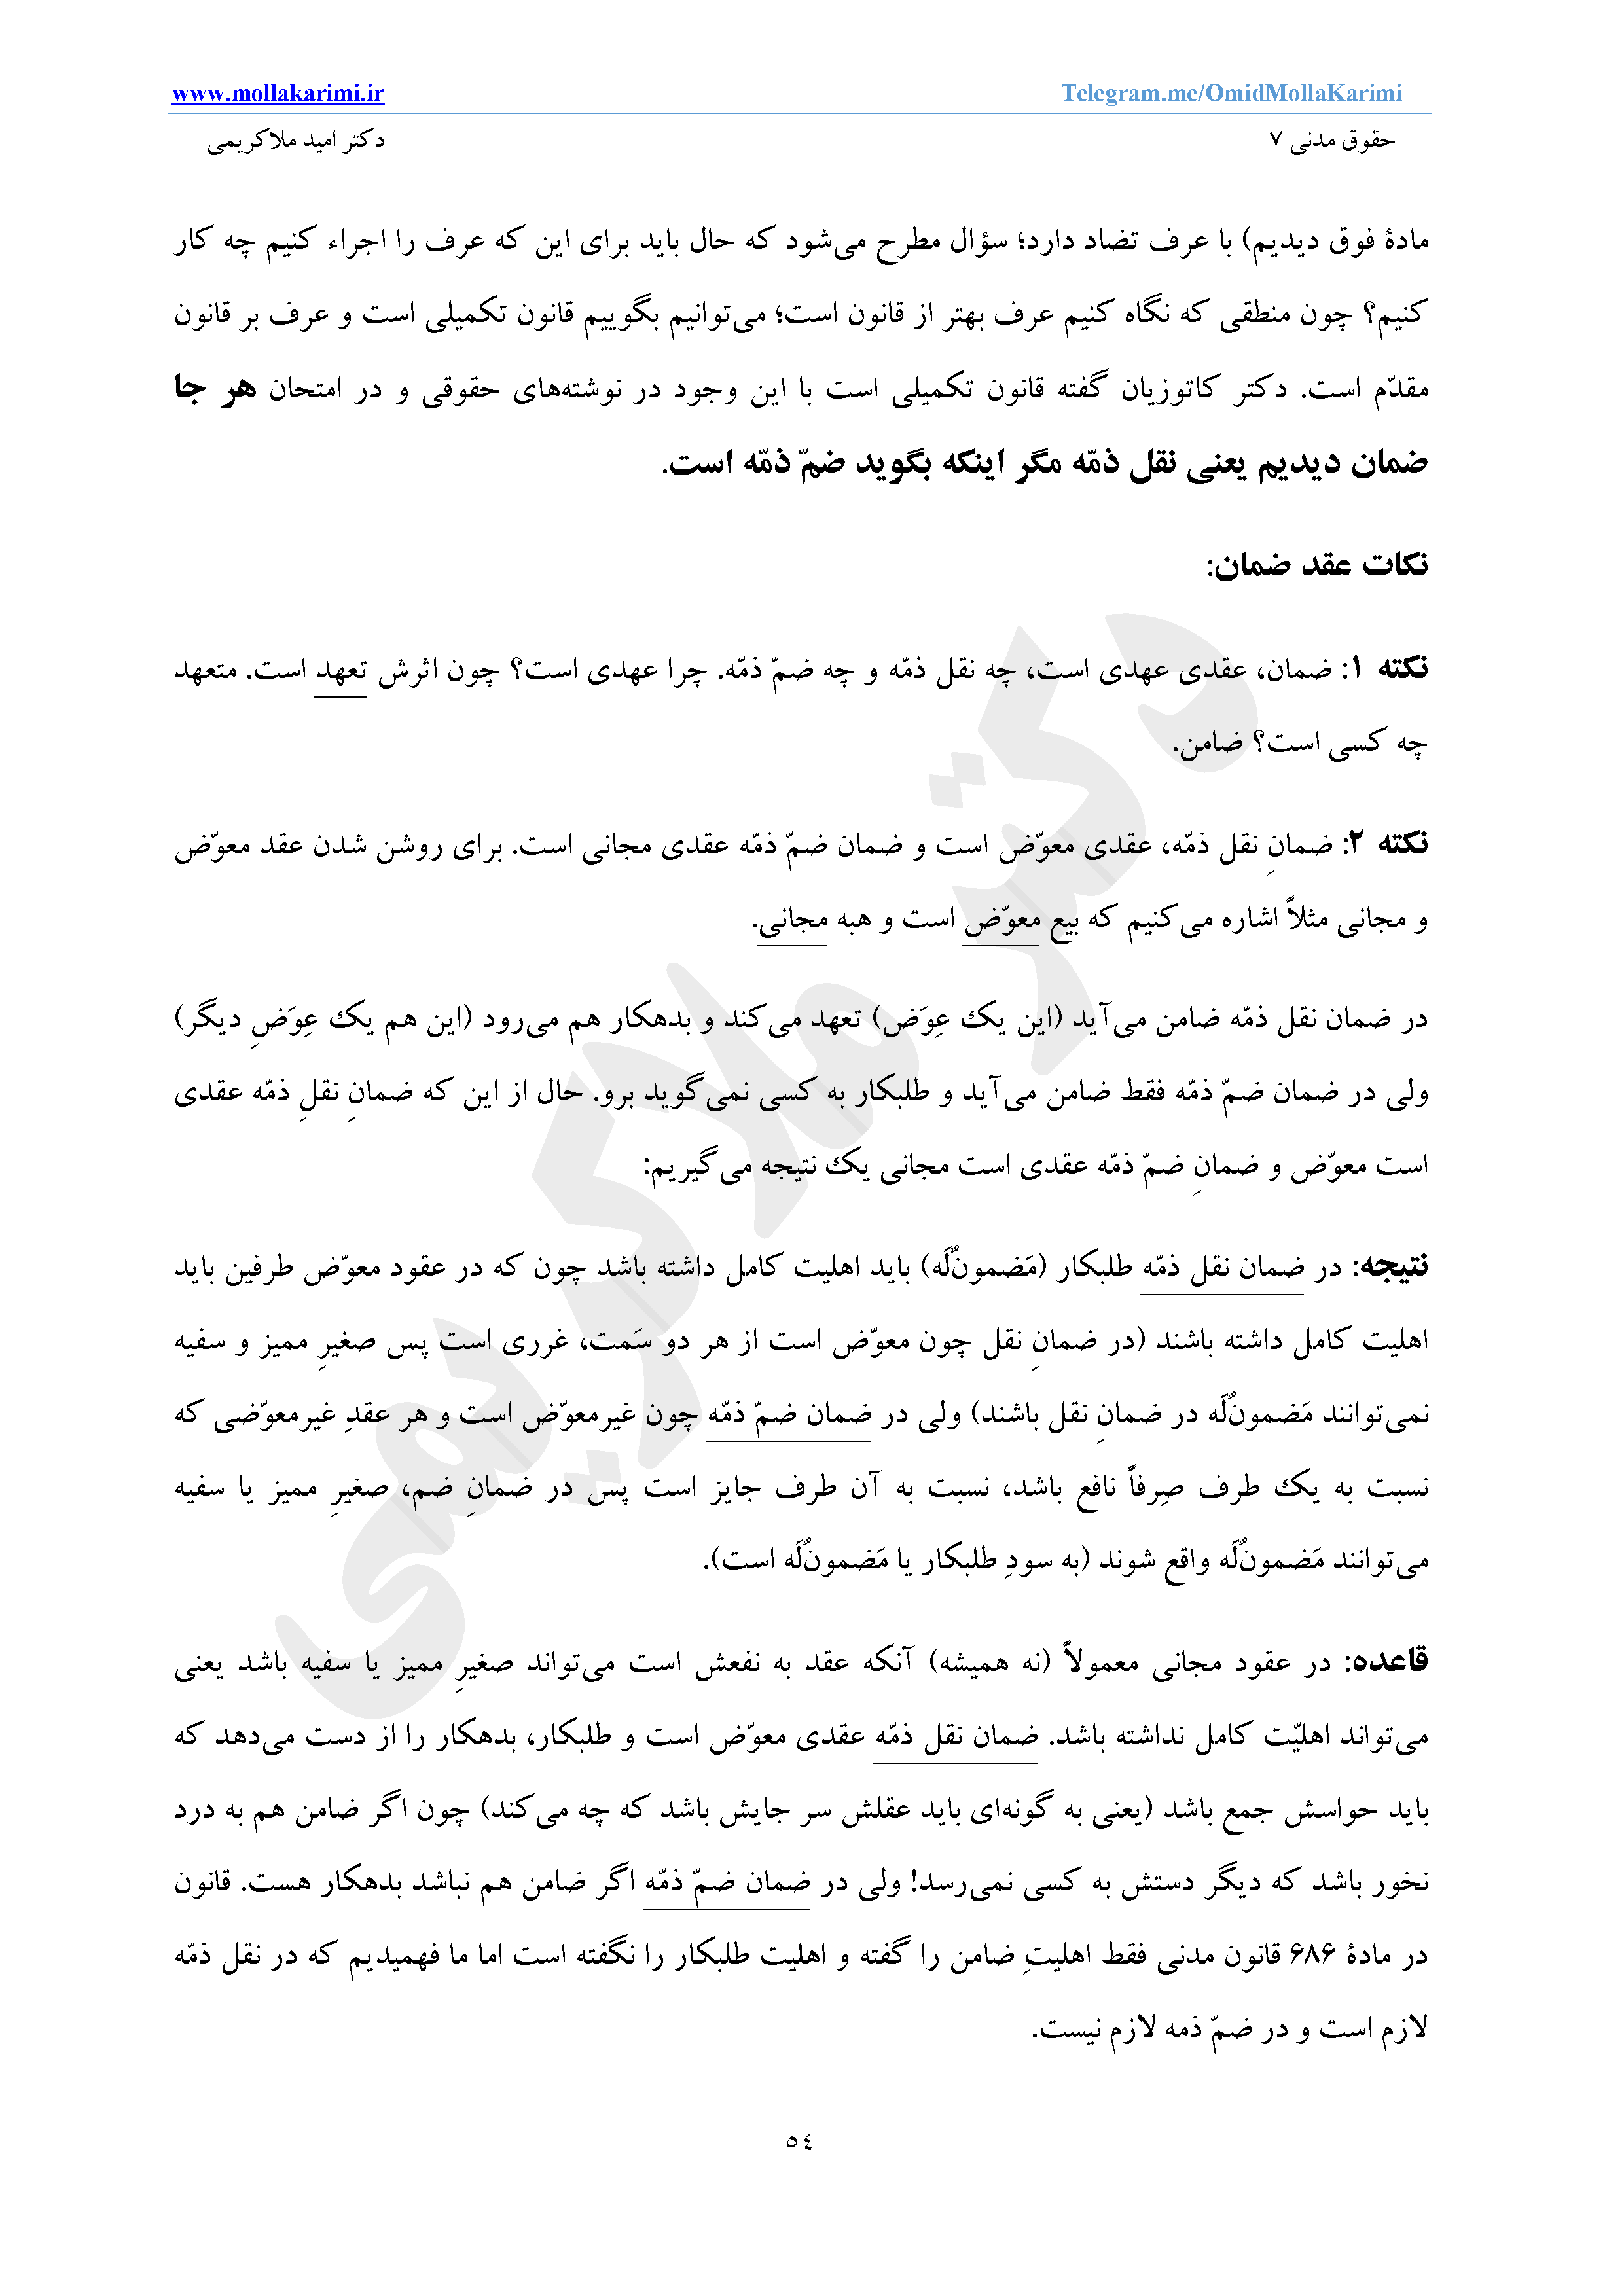 www.mollakarimi.ir Telegram.me/OmidMollaKarimi
حقوق مدنی ۷ دکتر امید ملاکریمی
مادهٔ فوق دیدیم) با عرف تضاد دارد؛ سؤال مطرح می‌شود که حال باید برای این که عرف را اجراء کنیم چه کار
کنیم؟ چون منطقی که نگاه کنیم عرف بهتر از قانون است؛ می‌توانیم بگوییم قانون تکمیلی است و عرف بر قانون
مقدّم است. دکتر کاتوزیان گفته قانون تکمیلی است با این وجود در نوشته‌های حقوقی و در امتحان هر جا
ضمان دیدیم یعنی نقل ذمّه مگر اینکه بگوید ضمّ ذمّه است.
نکات عقد ضمان:
نکته ۱: ضمان، عقدی عهدی است، چه نقل ذمّه و چه ضمّ ذمّه. چرا عهدی است؟ چون اثرش تعهد است. متعهد
چه کسی است؟ ضامن.
نکته ۲: ضمانِ نقل ذمّه، عقدی معوّض است و ضمان ضمّ ذمّه عقدی مجانی است. برای روشن شدن عقد معوّض
و مجانی مثلاً اشاره می‌کنیم که بیع معوّض است و هبه مجانی.
در ضمان نقل ذمّه ضامن می‌آید (این یک عِوَض) تعهد می‌کند و بدهکار هم می‌رود (این هم یک عِوَضِ دیگر)
ولی در ضمان ضمّ ذمّه فقط ضامن می‌آید و طلبکار به کسی نمی‌گوید برو. حال از این که ضمانِ نقلِ ذمّه عقدی
است معوّض و ضمانِ ضمّ ذمّه عقدی است مجانی یک نتیجه می‌گیریم:
نتیجه: در ضمان نقل ذمّه طلبکار (مَضمونٌ‌لَه) باید اهلیت کامل داشته باشد چون که در عقود معوّض طرفین باید
اهلیت کامل داشته باشند (در ضمانِ نقل چون معوّض است از هر دو سَمت، غرری است پس صغیرِ ممیز و سفیه
نمی‌توانند مَضمونٌ‌لَه در ضمانِ نقل باشند) ولی در ضمان ضمّ ذمّه چون غیرمعوّض است و هر عقدِ غیرمعوّضی که
نسبت به یک طرف صِرفاً نافع باشد، نسبت به آن طرف جایز است پس در ضمانِ ضم، صغیرِ ممیز یا سفیه
می‌توانند مَضمونٌ‌لَه واقع شوند (به سودِ طلبکار یا مَضمونٌ‌لَه است).
قاعده: در عقود مجانی معمولاً (نه همیشه) آنکه عقد به نفعش است می‌تواند صغیرِ ممیز یا سفیه باشد یعنی
می‌تواند اهلیّت کامل نداشته باشد. ضمان نقل ذمّه عقدی معوّض است و طلبکار، بدهکار را از دست می‌دهد که
باید حواسش جمع باشد (یعنی به گونه‌ای باید عقلش سر جایش باشد که چه می‌کند) چون اگر ضامن هم به درد
نخور باشد که دیگر دستش به کسی نمی‌رسد! ولی در ضمان ضمّ ذمّه اگر ضامن هم نباشد بدهکار هست. قانون
در مادهٔ ۶۸۶ قانون مدنی فقط اهلیتِ ضامن را گفته و اهلیت طلبکار را نگفته است اما ما فهمیدیم که در نقل ذمّه
لازم است و در ضمّ ذمه لازم نیست.
دکتر ملاکریمی
٥٤